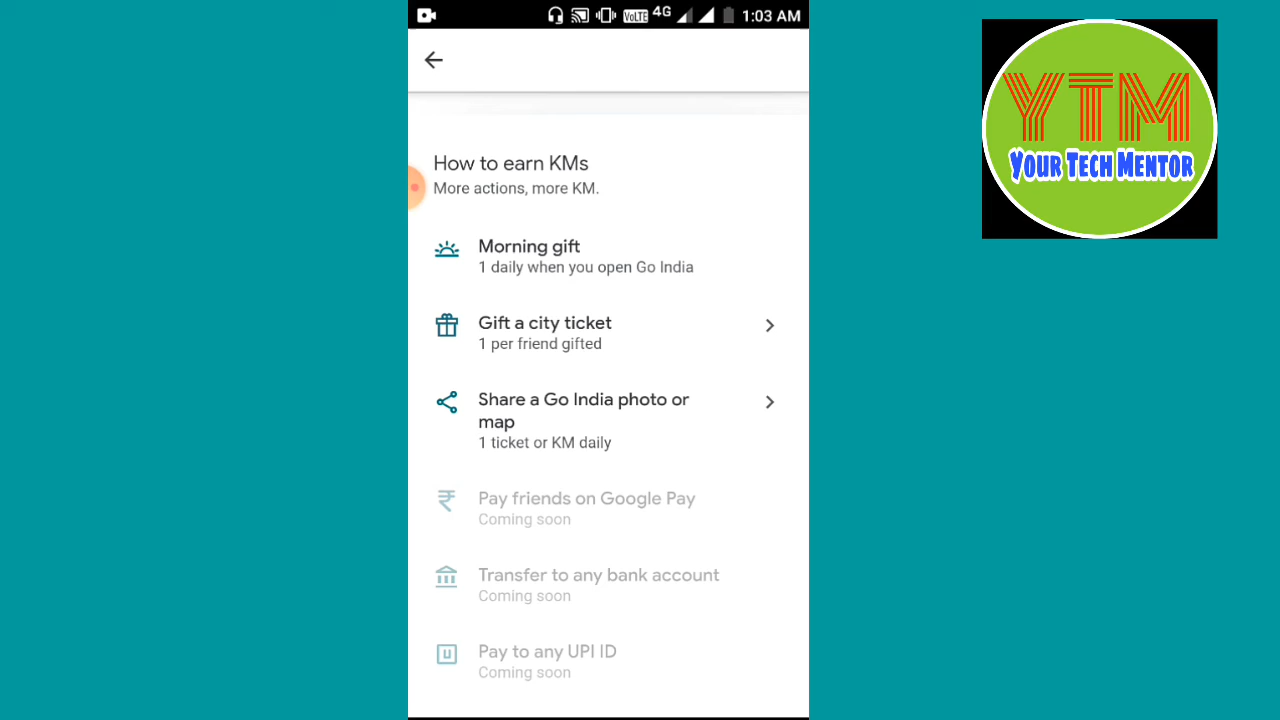 VoLTE 4G 1:03 AM
How to earn KMs
More actions, more KM.
Morning gift
1 daily when you open Go India
Gift a city ticket
1 per friend gifted
Share a Go India photo or
map
1 ticket or KM daily
Pay friends on Google Pay
Coming soon
Transfer to any bank account
Coming soon
U Pay to any UPI ID
Coming soon
YTM
YOUR TECH MENTOR